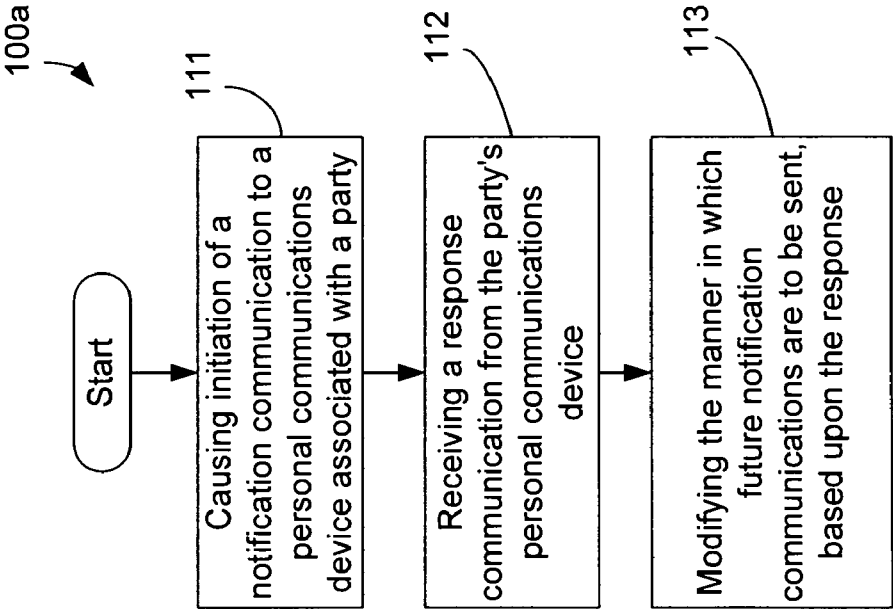 100a
Start
111
Causing initiation of a
notification communication to a
personal communications
device associated with a party
112
Receiving a response
communication from the party's
personal communications
device
113
Modifying the manner in which
future notification
communications are to be sent,
based upon the response